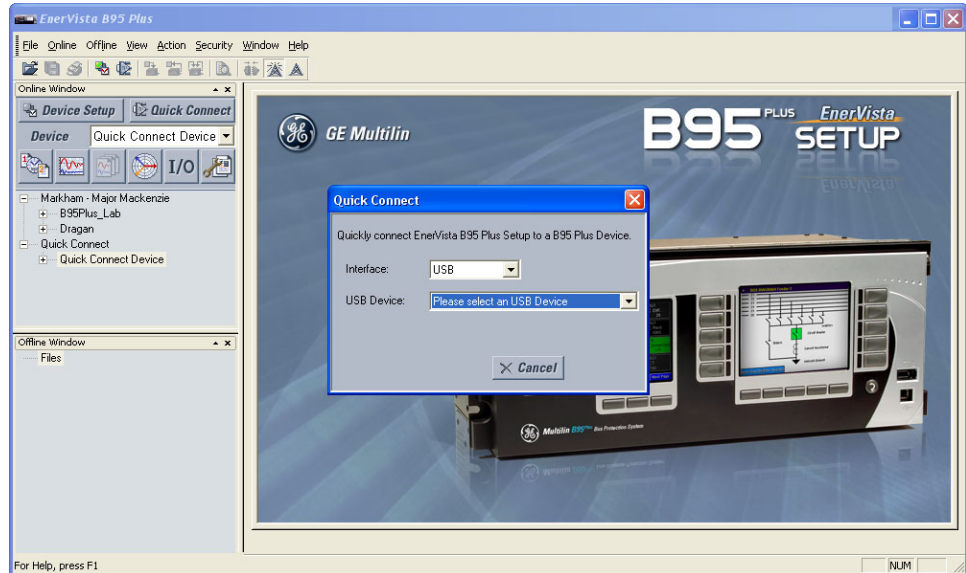 EnerVista B95 Plus
File Online Offline View Action Security Window Help
Online Window
Device Setup Quick Connect
Device Quick Connect Device
I/O
Markham - Major Mackenzie
B95Plus_Lab
Dragan
Quick Connect
Quick Connect Device
Offline Window
Files
GE Multilin
B95 PLUS EnerVista SETUP
EnerVista
Quick Connect
Quickly connect EnerVista B95 Plus Setup to a B95 Plus Device.
Interface: USB
USB Device: Please select an USB Device
Cancel
Multilin B95Plus Bus Protection System
For Help, press F1
NUM